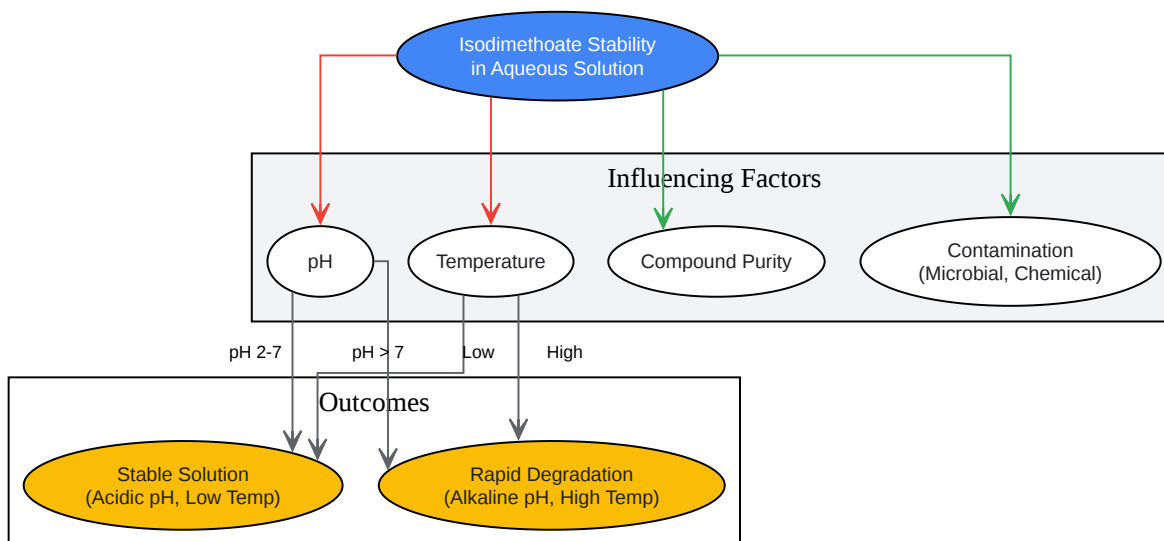 Isodimethoate Stability
in Aqueous Solution
Influencing Factors
pH
Temperature
Compound Purity
Contamination
(Microbial, Chemical)
pH 2-7
pH > 7
Low
High
Outcomes
Stable Solution
(Acidic pH, Low Temp)
Rapid Degradation
(Alkaline pH, High Temp)